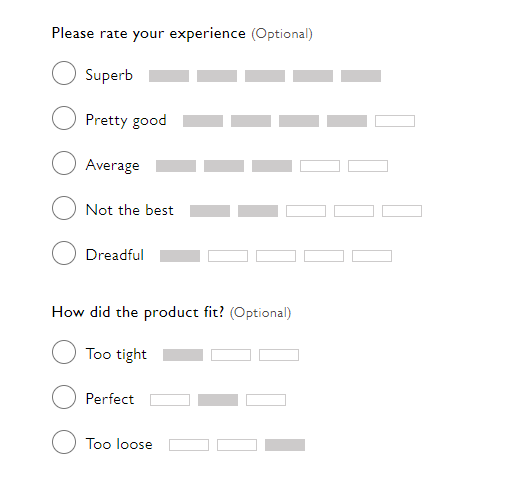 Please rate your experience (Optional)
Superb
Pretty good
Average
Not the best
Dreadful
How did the product fit? (Optional)
Too tight
Perfect
Too loose